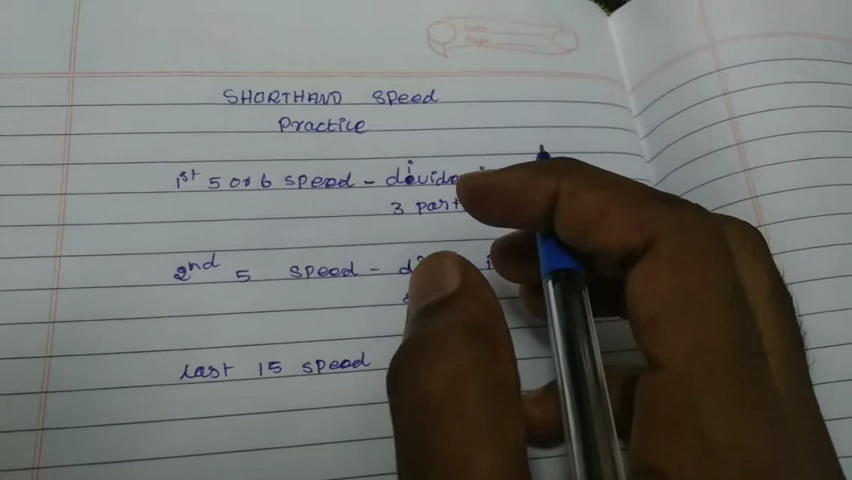 SHORTHAND Speed
Practice
1st 5 or 6 speed - divide
3 part
2nd 5 speed - d
last 15 speed